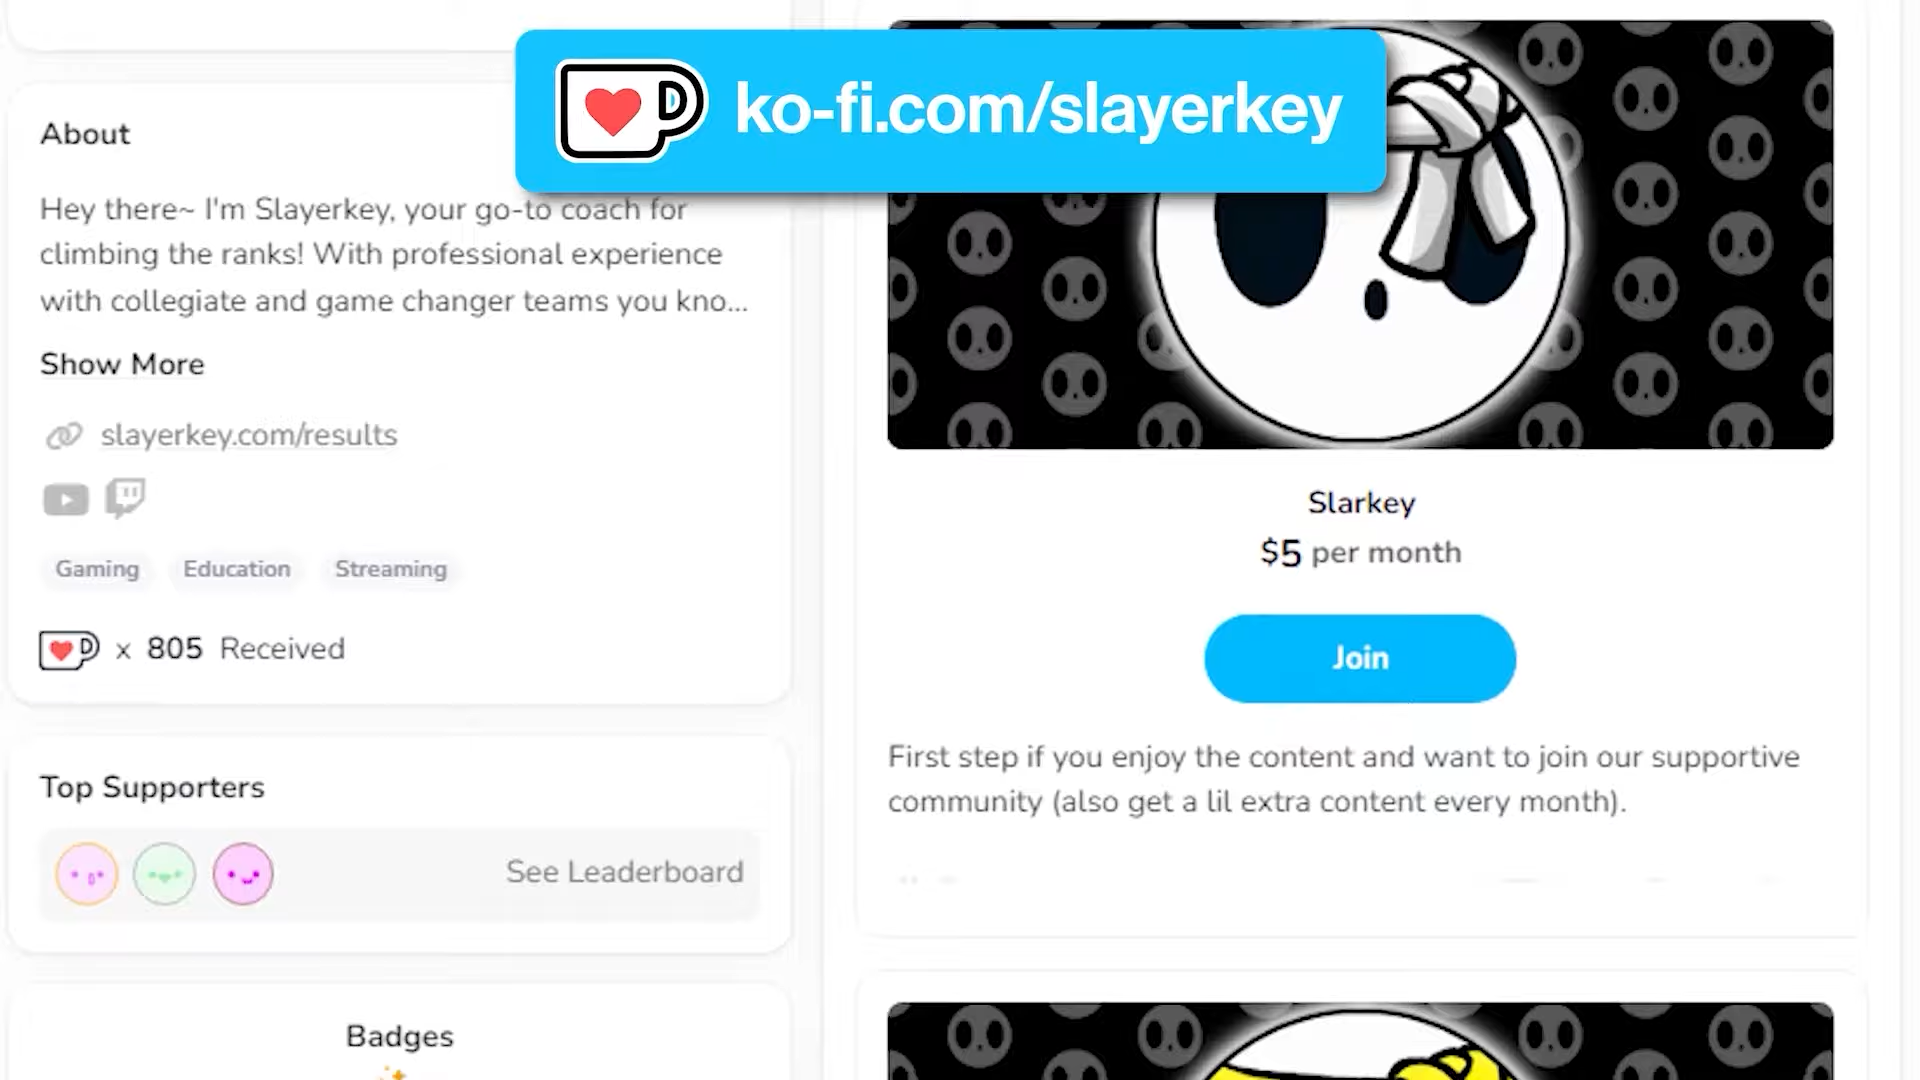 ko-fi.com/slayerkey
About
Hey there~ I'm Slayerkey, your go-to coach for
climbing the ranks! With professional experience
with collegiate and game changer teams you kno...
Show More
slayerkey.com/results
Gaming Education Streaming
x 805 Received
Top Supporters
See Leaderboard
Badges
Slarkey
$5 per month
Join
First step if you enjoy the content and want to join our supportive
community (also get a lil extra content every month).